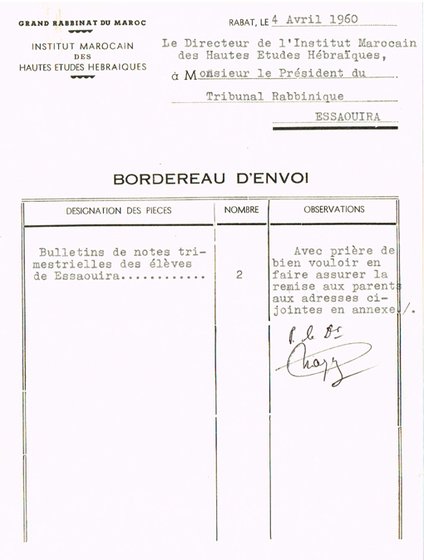 GRAND RABBINAT DU MAROC
INSTITUT MAROCAIN
DES
HAUTES ETUDES HEBRAIQUES
RABAT, LE 4 Avril 1960
Le Directeur de l'Institut Marocain
des Hautes Etudes Hébraïques,
à Monsieur le Président du
Tribunal Rabbinique
ESSAOUIRA
BORDEREAU D'ENVOI
DESIGNATION DES PIECES NOMBRE OBSERVATIONS
Bulletins de notes tri-
mestrielles des élèves
de Essaouira............
2
Avec prière de
bien vouloir en
faire assurer la
remise aux parents
aux adresses ci-
jointes en annexe/.
P. le Dr